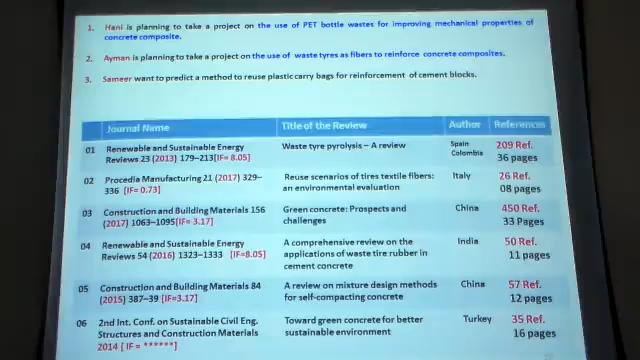 1. Hani is planning to take a project on the use of PET bottle wastes for improving mechanical properties of
concrete composite.
2. Ayman is planning to take a project on the use of waste tyres as fibers to reinforce concrete composites.
3. Sameer want to predict a method to reuse plastic carry bags for reinforcement of cement blocks.
Journal Name Title of the Review Author References
01 Renewable and Sustainable Energy Waste tyre pyrolysis – A review Spain 209 Ref.
Reviews 23 (2013) 179–213[IF= 8.05] Colombia 36 pages
02 Procedia Manufacturing 21 (2017) 329– Reuse scenarios of tires textile fibers: Italy 26 Ref.
336 [IF= 0.73] an environmental evaluation 08 pages
03 Construction and Building Materials 156 Green concrete: Prospects and China 450 Ref.
(2017) 1063–1095[IF= 3.17] challenges 33 Pages
04 Renewable and Sustainable Energy A comprehensive review on the India 50 Ref.
Reviews 54 (2016) 1323–1333 [IF=8.05] applications of waste tire rubber in 11 pages
cement concrete
05 Construction and Building Materials 84 A review on mixture design methods China 57 Ref.
(2015) 387–39 [IF=3.17] for self-compacting concrete 12 pages
06 2nd Int. Conf. on Sustainable Civil Eng. Toward green concrete for better Turkey 35 Ref.
Structures and Construction Materials sustainable environment 16 pages
2014 [ IF = ******]